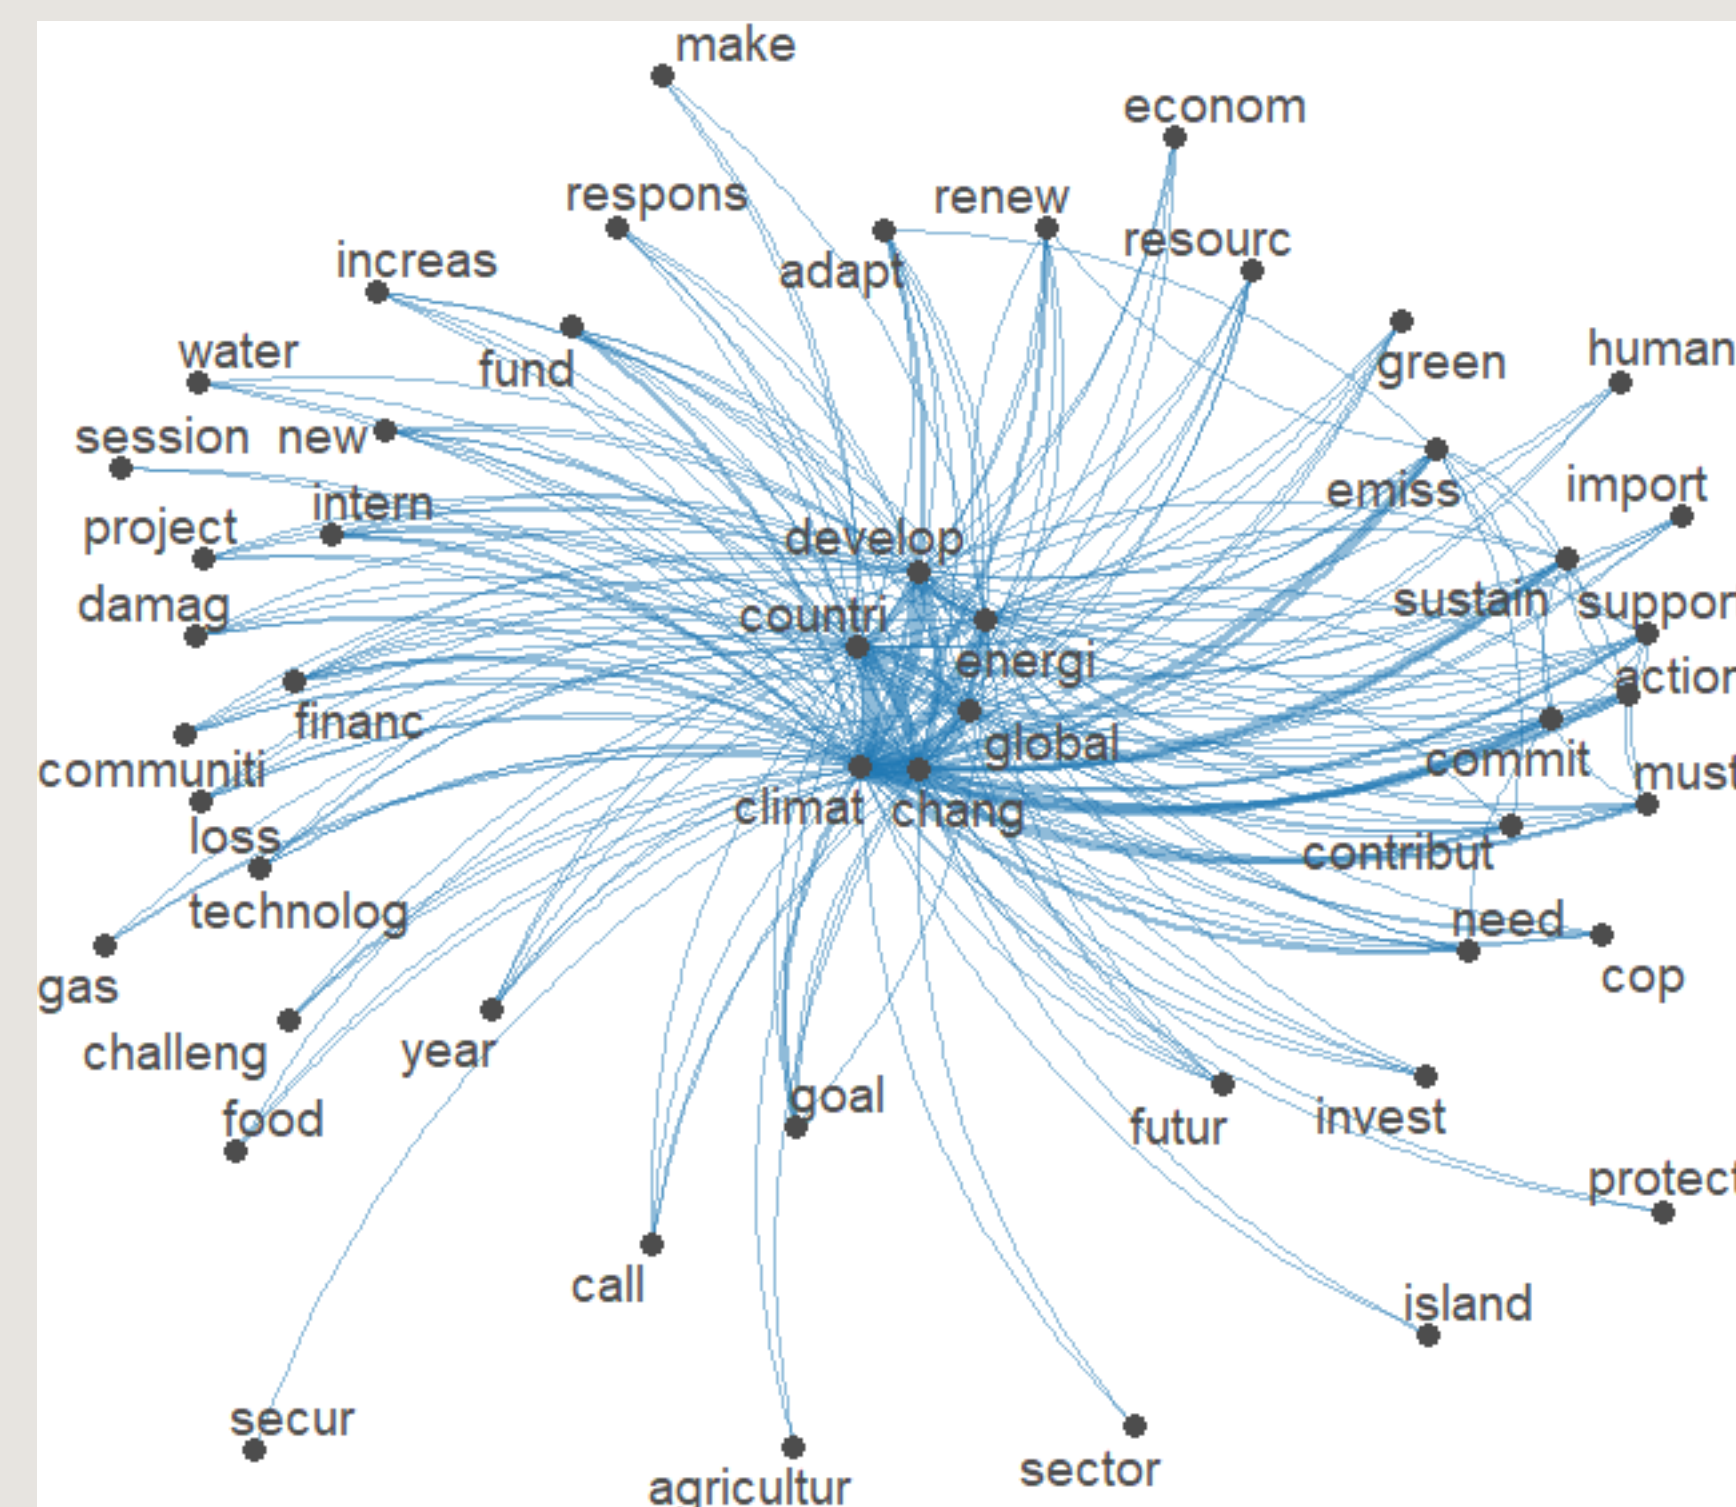 make
econom
respons
renew
resourc
increas
adapt
water
fund
green
human
session
new
intern
emiss
import
project
develop
damag
countri
sustain
suppor
energi
action
financ
communiti
global
commit
must
loss
climat
chang
contribut
technolog
need
gas
cop
challeng
year
goal
futur
invest
food
protect
call
island
secur
agricultur
sector